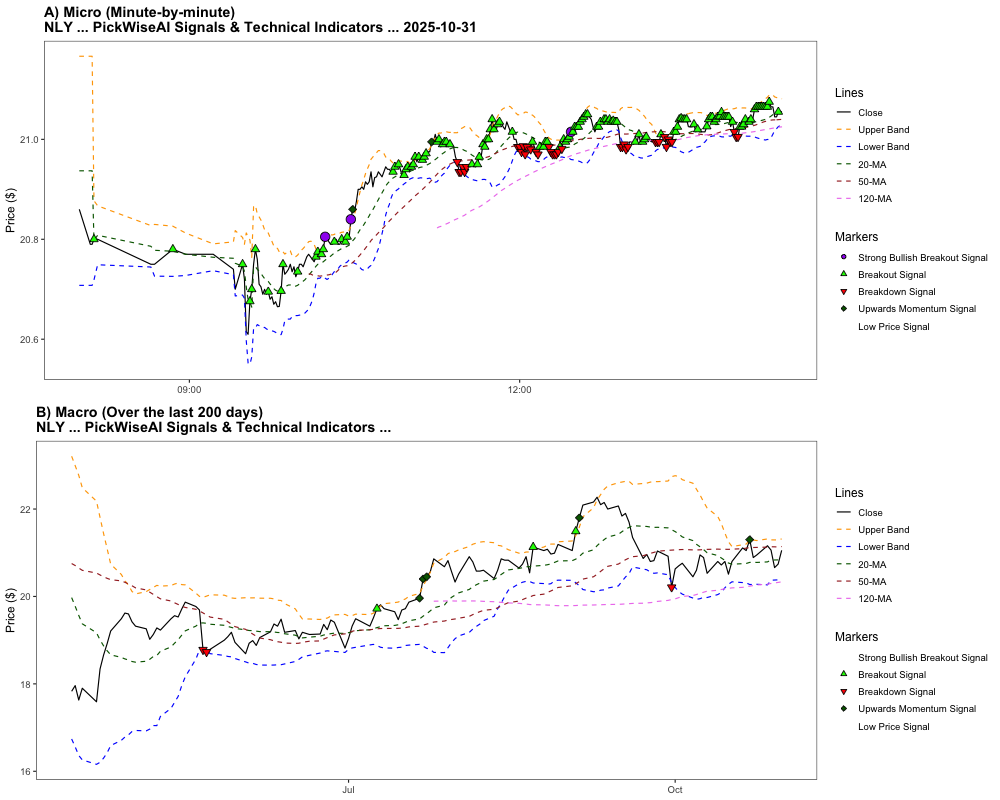 A) Micro (Minute-by-minute)
NLY ... PickWiseAI Signals & Technical Indicators ... 2025-10-31
Price ($)
21.0
20.8
20.6
09:00
12:00
Lines
Close
Upper Band
Lower Band
20-MA
50-MA
120-MA
Markers
Strong Bullish Breakout Signal
Breakout Signal
Breakdown Signal
Upwards Momentum Signal
Low Price Signal
B) Macro (Over the last 200 days)
NLY ... PickWiseAI Signals & Technical Indicators ...
Price ($)
22
20
18
16
Jul
Oct
Lines
Close
Upper Band
Lower Band
20-MA
50-MA
120-MA
Markers
Strong Bullish Breakout Signal
Breakout Signal
Breakdown Signal
Upwards Momentum Signal
Low Price Signal